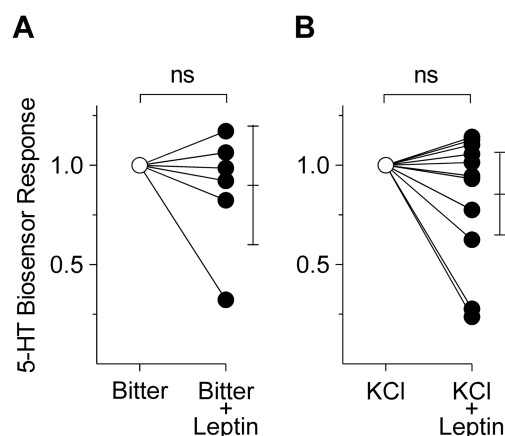 A
B
ns
ns
5-HT Biosensor Response
1.0
0.5
1.0
0.5
Bitter
Bitter
+
Leptin
KCl
KCl
+
Leptin